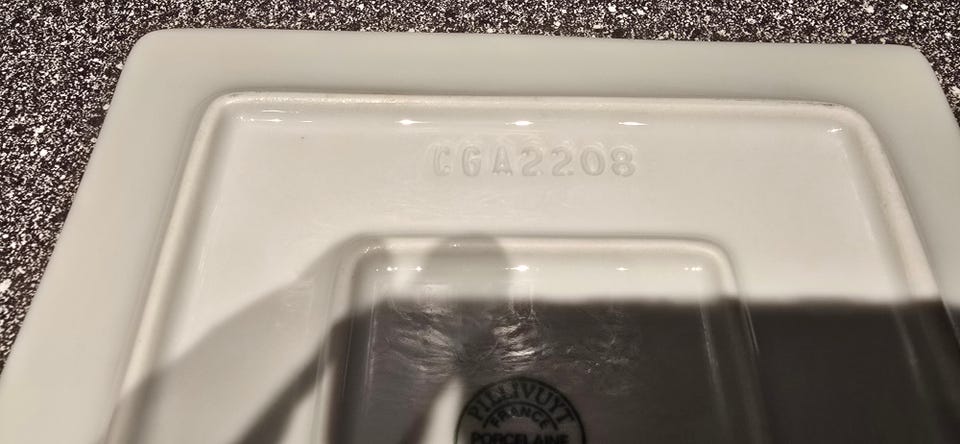 CGA2208
PILLIVUYT
FRANCE
PORCELAINE